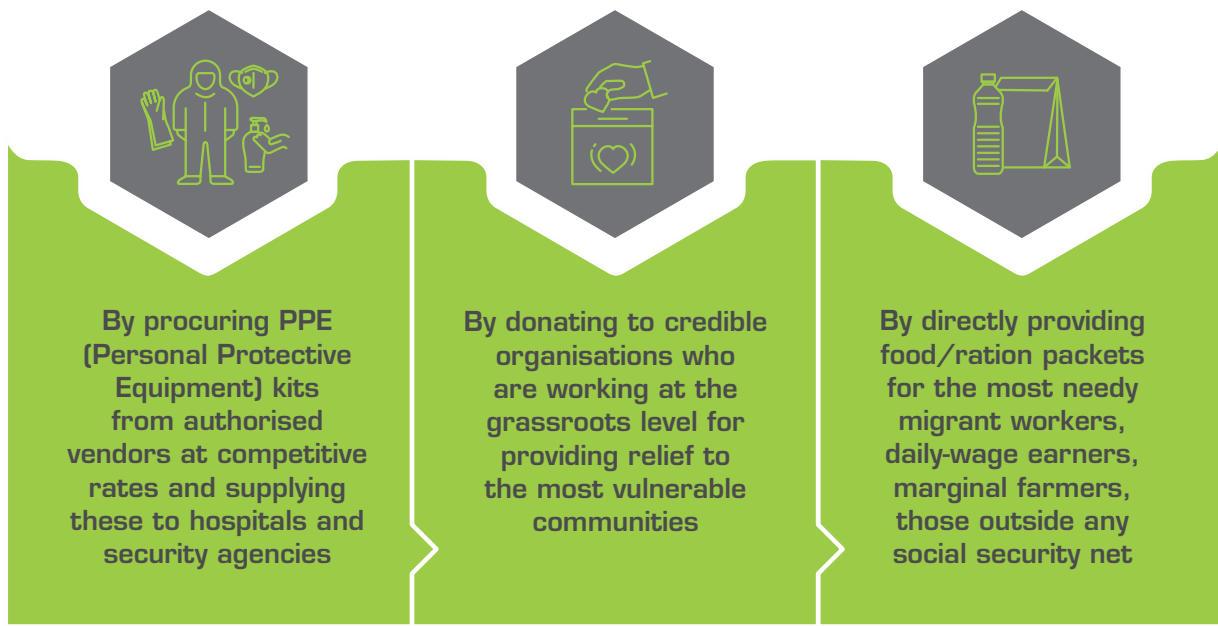 By procuring PPE
(Personal Protective
Equipment) kits
from authorised
vendors at competitive
rates and supplying
these to hospitals and
security agencies
By donating to credible
organisations who
are working at the
grassroots level for
providing relief to
the most vulnerable
communities
By directly providing
food/ration packets
for the most needy
migrant workers,
daily-wage earners,
marginal farmers,
those outside any
social security net